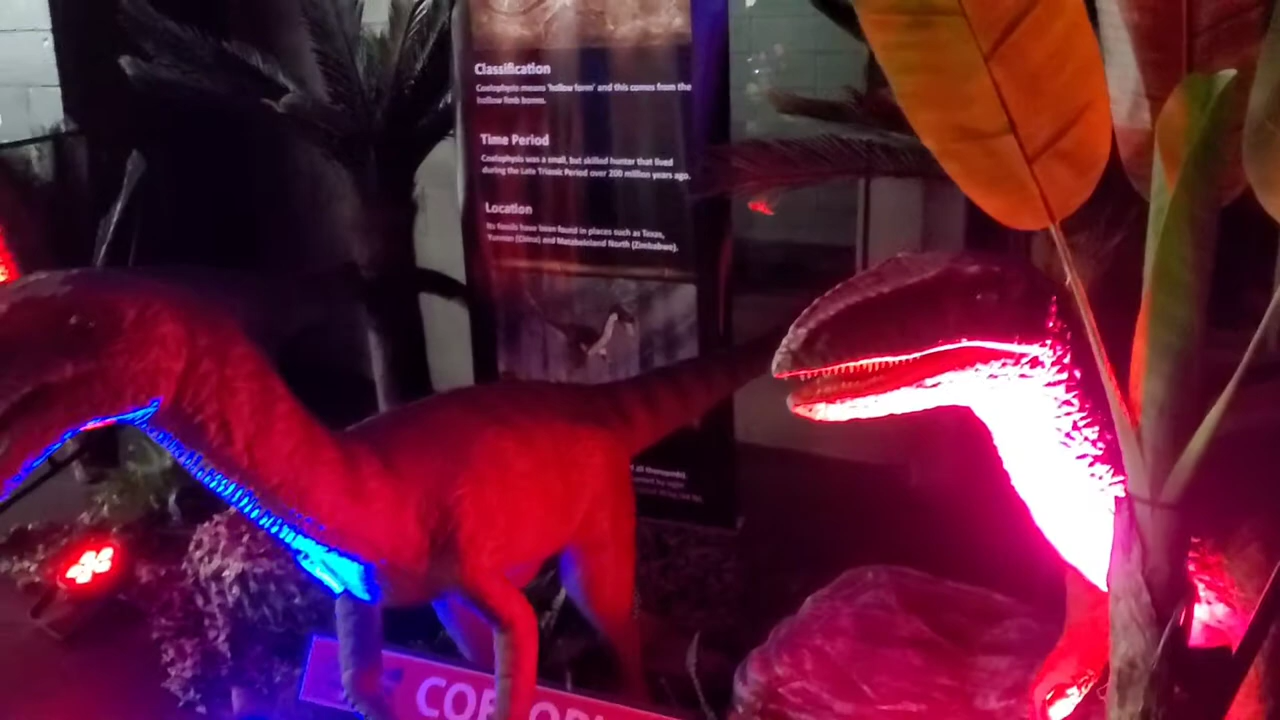 Classification
Coelophysis means 'hollow form' and this comes from the
hollow limb bones.
Time Period
Coelophysis was a small, but skilled hunter that lived
during the Late Triassic Period over 200 million years ago.
Location
Its fossils have been found in places such as Texas,
Yunnan (China) and Matabeleland North (Zimbabwe).
COE